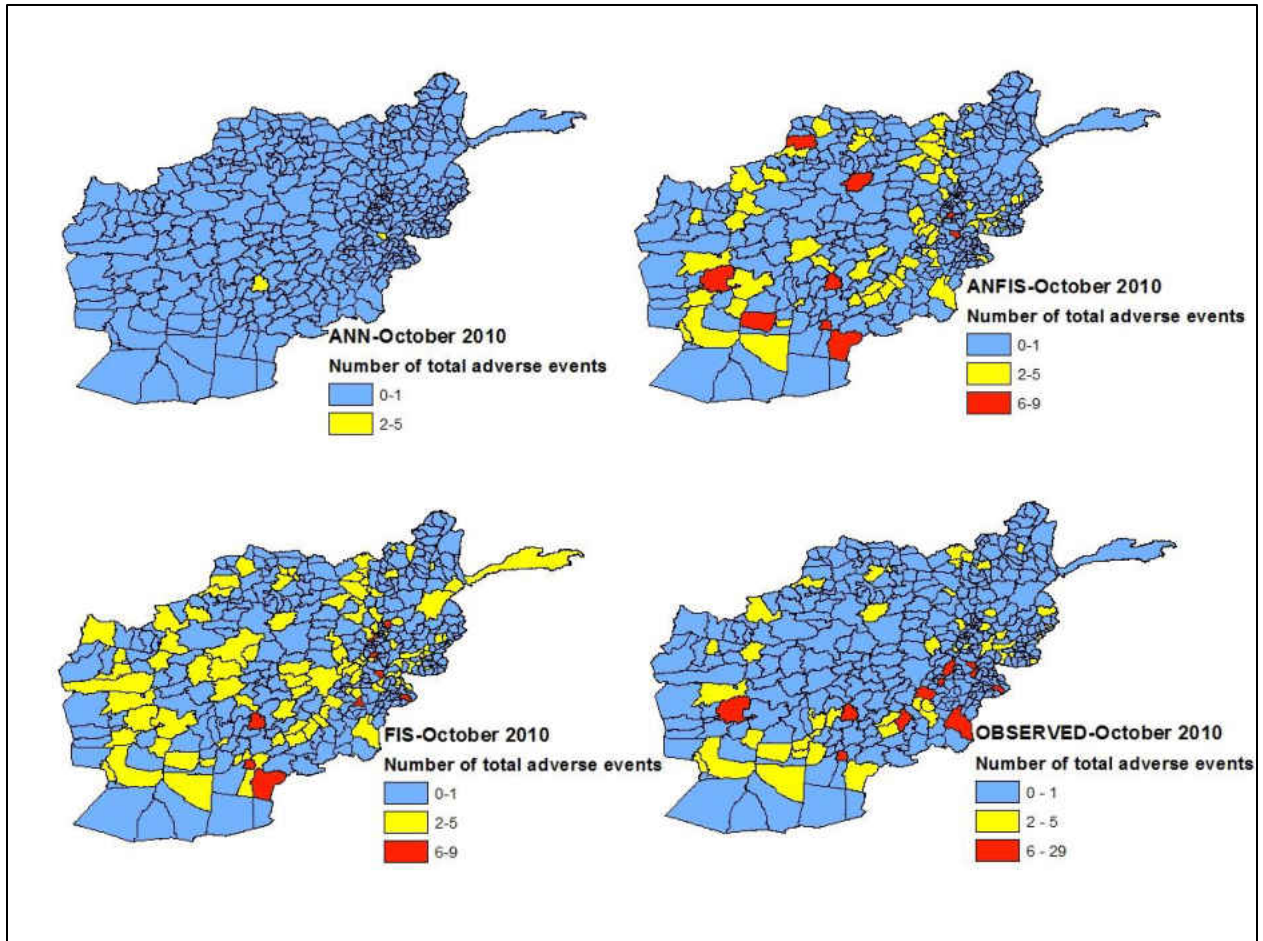 ANN-October 2010
Number of total adverse events
0-1
2-5
ANFIS-October 2010
Number of total adverse events
0-1
2-5
6-9
FIS-October 2010
Number of total adverse events
0-1
2-5
6-9
OBSERVED-October 2010
Number of total adverse events
0 - 1
2 - 5
6 - 29